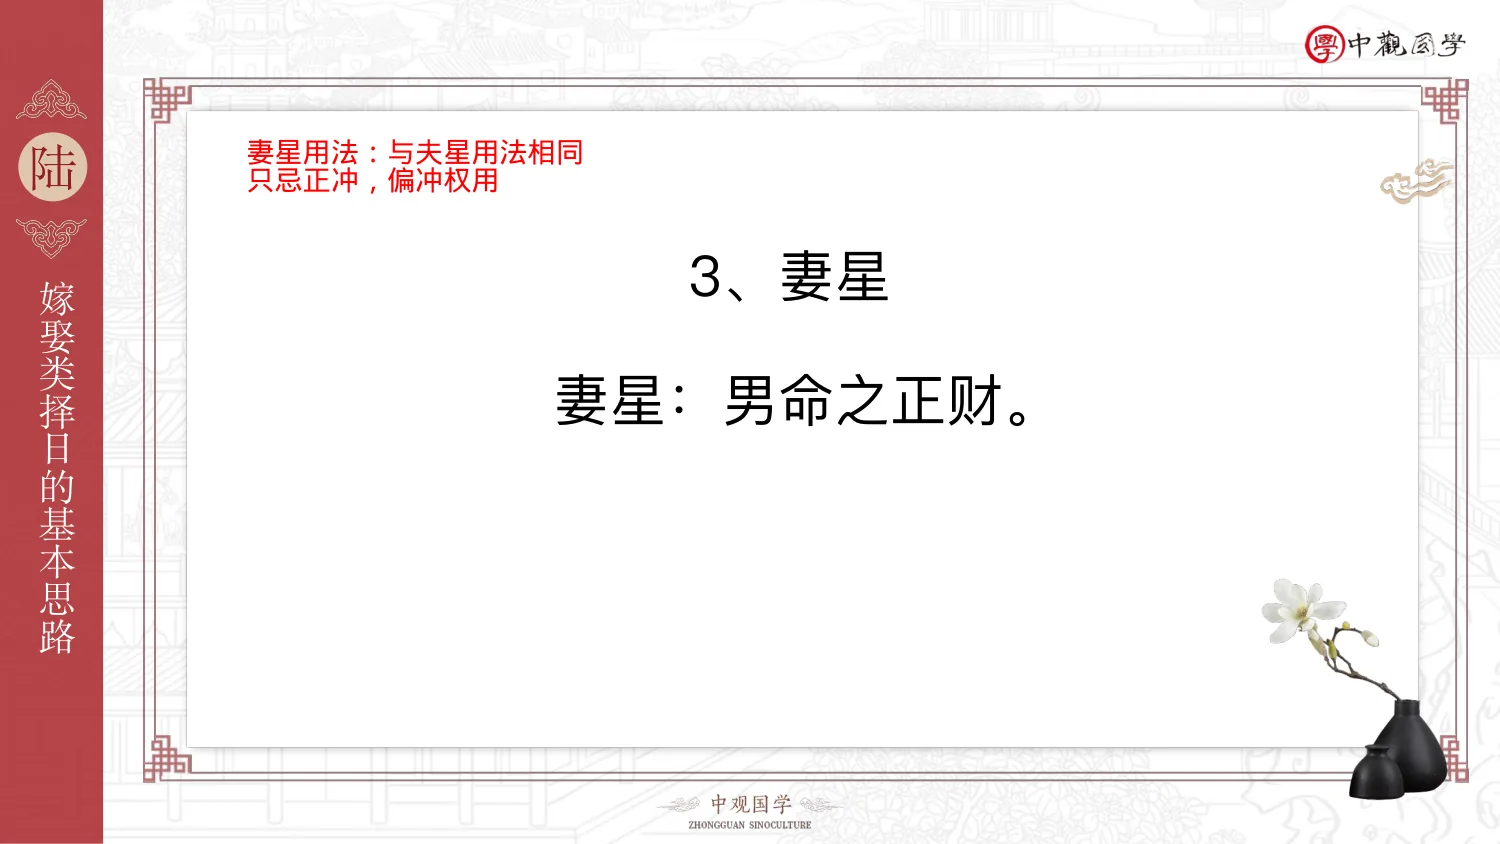 中觀国学
陆
嫁娶类择日的基本思路
妻星用法：与夫星用法相同
只忌正冲，偏冲权用
3、妻星
妻星：男命之正财。
中观国学
ZHONGGUAN SINOCULTURE